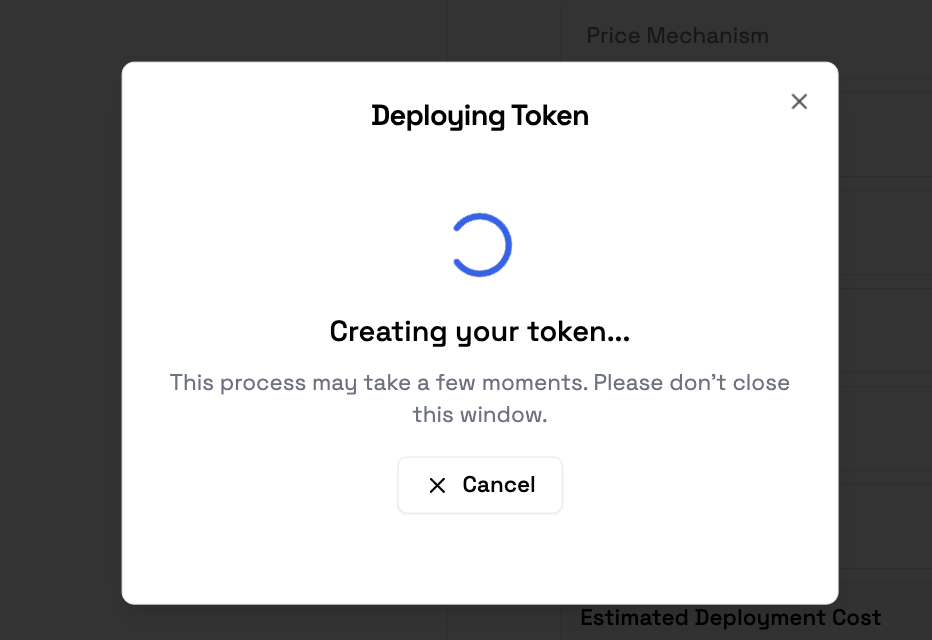 Price Mechanism
Deploying Token
Creating your token...
This process may take a few moments. Please don't close
this window.
Cancel
Estimated Deployment Cost